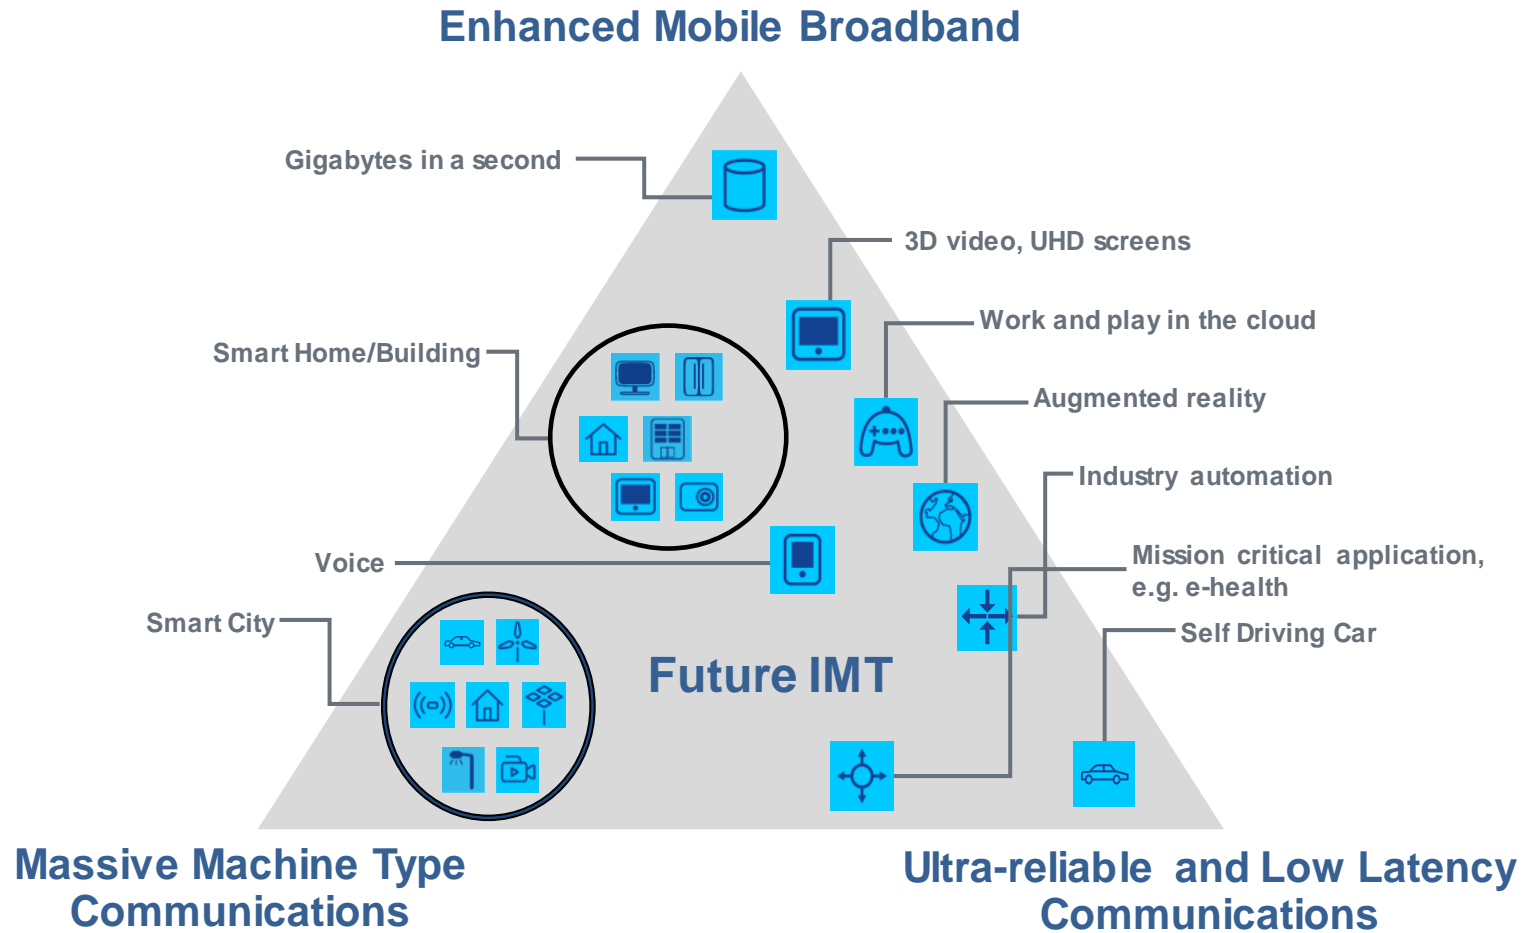 Enhanced Mobile Broadband
Gigabytes in a second
3D video, UHD screens
Work and play in the cloud
Smart Home/Building
Augmented reality
Industry automation
Voice
Mission critical application,
e.g. e-health
Smart City
Self Driving Car
Future IMT
Massive Machine Type
Communications
Ultra-reliable and Low Latency
Communications